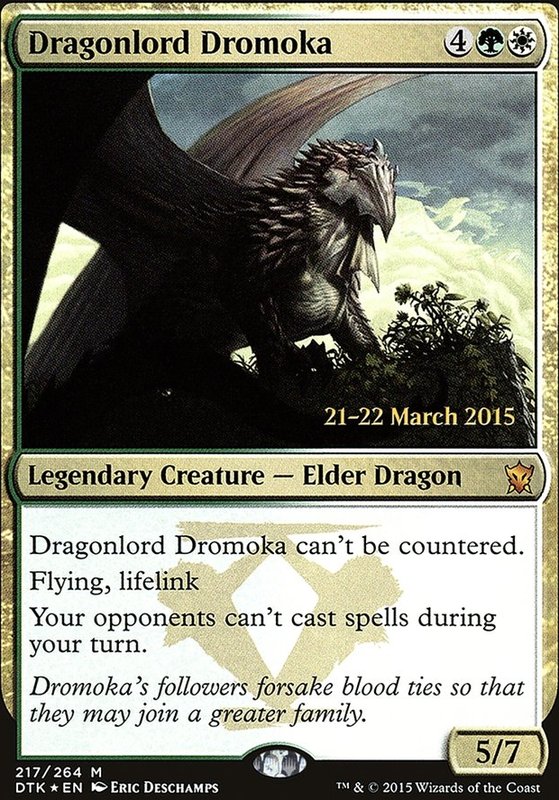 Dragonlord Dromoka 4
21–22 March 2015
Legendary Creature — Elder Dragon
Dragonlord Dromoka can't be countered.
Flying, lifelink
Your opponents can't cast spells during
your turn.
Dromoka's followers forsake blood ties so that
they may join a greater family.
5/7
217/264 M
DTK ★ EN Eric Deschamps
™ & © 2015 Wizards of the Coast